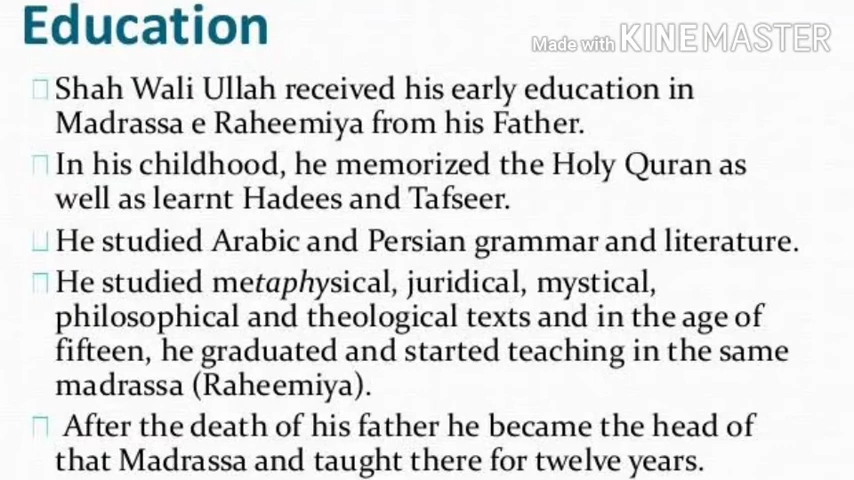 Education
Made with KINEMASTER
Shah Wali Ullah received his early education in
Madrassa e Raheemiya from his Father.
In his childhood, he memorized the Holy Quran as
well as learnt Hadees and Tafseer.
He studied Arabic and Persian grammar and literature.
He studied metaphysical, juridical, mystical,
philosophical and theological texts and in the age of
fifteen, he graduated and started teaching in the same
madrassa (Raheemiya).
After the death of his father he became the head of
that Madrassa and taught there for twelve years.